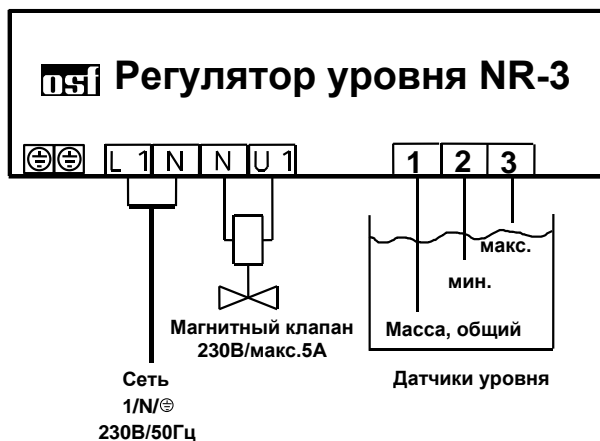 osf Регулятор уровня NR-3
L 1 N N U 1 1 2 3
макс.
мин.
Масса, общий
Магнитный клапан
230В/макс.5А
Датчики уровня
Сеть
1/N/⏚
230В/50Гц